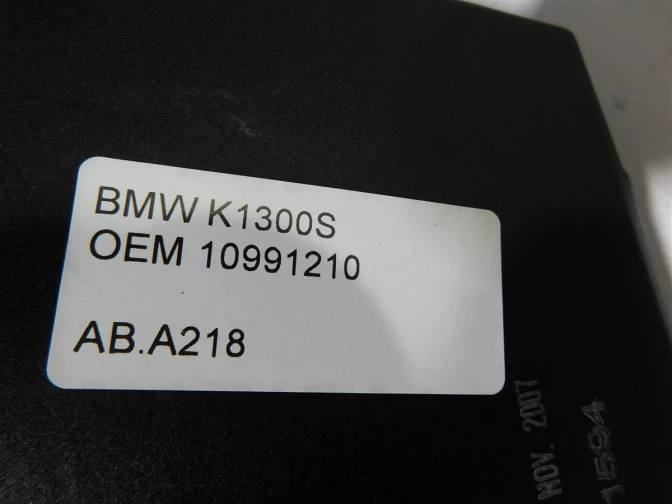 BMW K1300S
OEM 10991210
AB.A218
NOV. 2007
1594